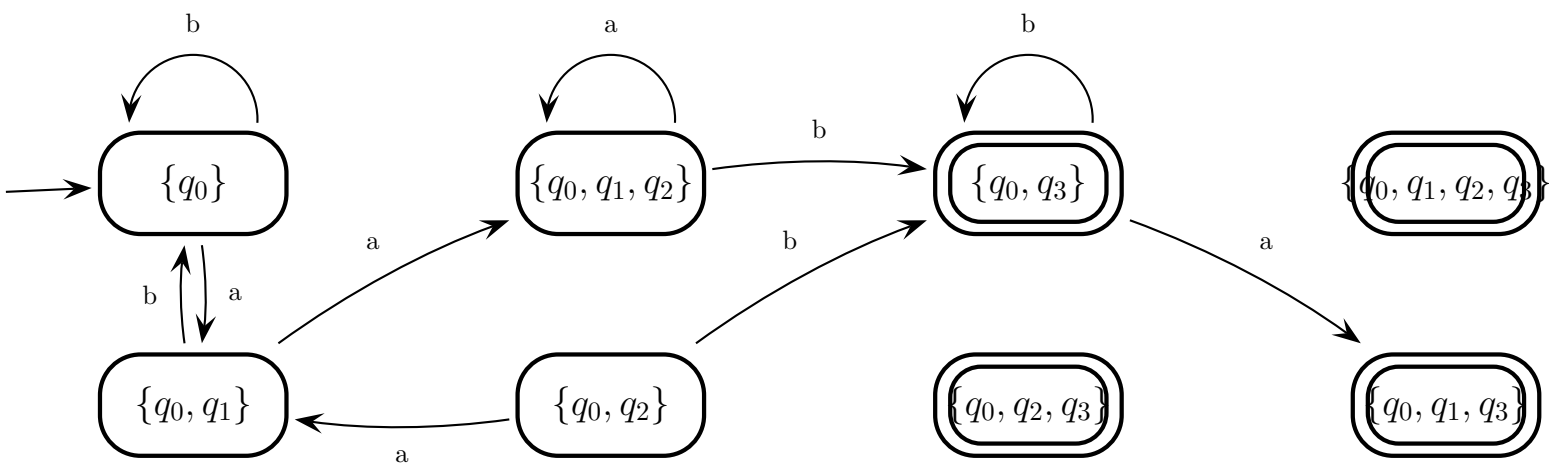 b a b
b
{q₀} {q₀, q₁, q₂} {q₀, q₃} {q₀, q₁, q₂, q₃}
a b a
b a
{q₀, q₁} {q₀, q₂} {q₀, q₂, q₃} {q₀, q₁, q₃}
a